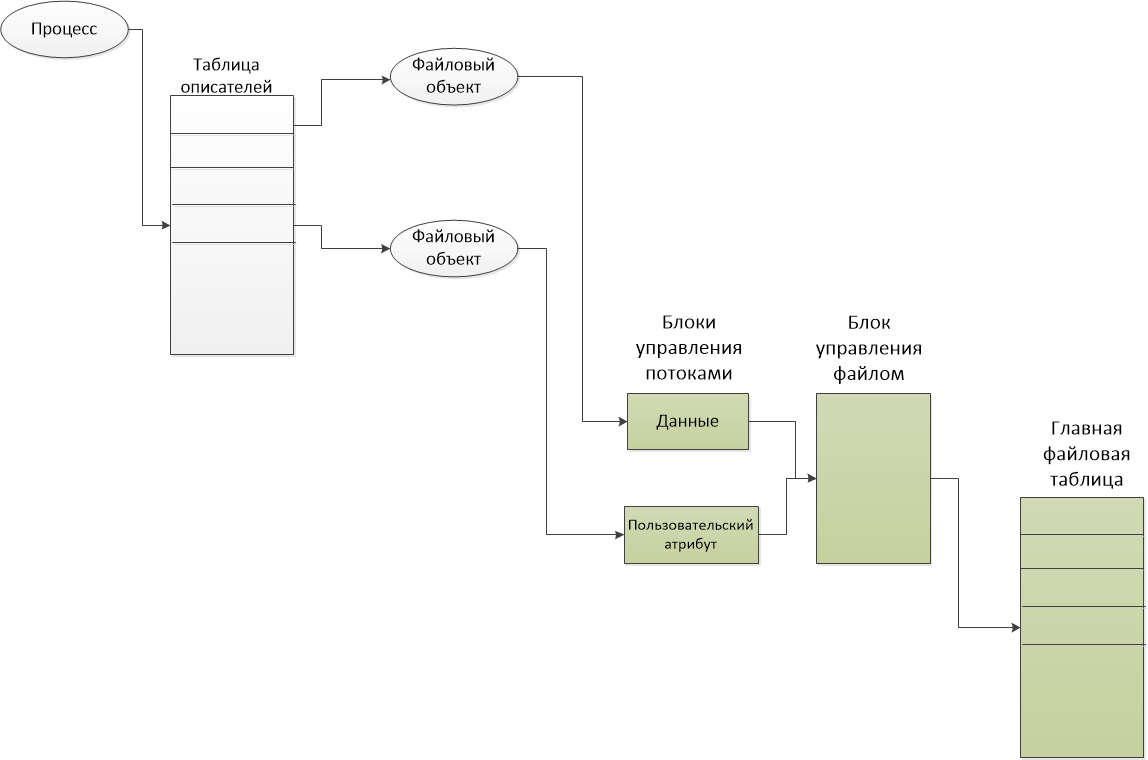 Процесс
Таблица
описателей
Файловый
объект
Файловый
объект
Блоки
управления
потоками
Блок
управления
файлом
Данные
Главная
файловая
таблица
Пользовательский
атрибут